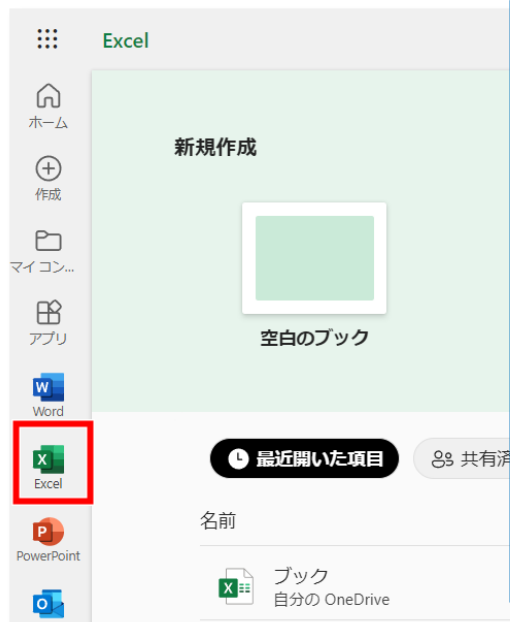 Excel
ホーム
作成
マイ コン...
アプリ
Word
Excel
PowerPoint
新規作成
空白のブック
最近開いた項目
共有済
名前
ブック
自分の OneDrive